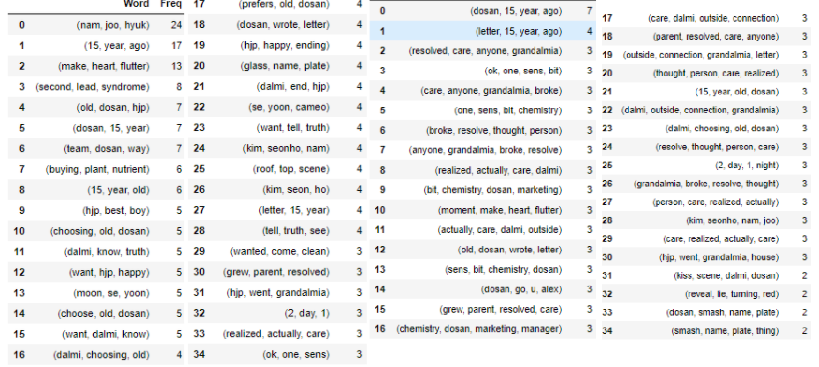 Word Freq
0 (nam, joo, hyuk) 24
1 (15, year, ago) 17
2 (make, heart, flutter) 13
3 (second, lead, syndrome) 8
4 (old, dosan, hjp) 7
5 (dosan, 15, year) 7
6 (team, dosan, way) 7
7 (buying, plant, nutrient) 6
8 (15, year, old) 6
9 (hjp, best, boy) 5
10 (choosing, old, dosan) 5
11 (dalmi, know, truth) 5
12 (want, hjp, happy) 5
13 (moon, se, yoon) 5
14 (choose, old, dosan) 5
15 (want, dalmi, know) 5
16 (dalmi, choosing, old) 4
17 (prefers, old, dosan) 4
18 (dosan, wrote, letter) 4
19 (hjp, happy, ending) 4
20 (glass, name, plate) 4
21 (dalmi, end, hjp) 4
22 (se, yoon, cameo) 4
23 (want, tell, truth) 4
24 (kim, seonho, nam) 4
25 (roof, top, scene) 4
26 (kim, seon, ho) 4
27 (letter, 15, year) 4
28 (tell, truth, see) 4
29 (wanted, come, clean) 3
30 (grew, parent, resolved) 3
31 (hjp, went, grandalmia) 3
32 (2, day, 1) 3
33 (realized, actually, care) 3
34 (ok, one, sens) 3
0 (dosan, 15, year, ago) 7
1 (letter, 15, year, ago) 4
2 (resolved, care, anyone, grandalmia) 3
3 (ok, one, sens, bit) 3
4 (care, anyone, grandalmia, broke) 3
5 (one, sens, bit, chemistry) 3
6 (broke, resolve, thought, person) 3
7 (anyone, grandalmia, broke, resolve) 3
8 (realized, actually, care, dalmi) 3
9 (bit, chemistry, dosan, marketing) 3
10 (moment, make, heart, flutter) 3
11 (actually, care, dalmi, outside) 3
12 (old, dosan, wrote, letter) 3
13 (sens, bit, chemistry, dosan) 3
14 (dosan, go, u, alex) 3
15 (grew, parent, resolved, care) 3
16 (chemistry, dosan, marketing, manager) 3
17 (care, dalmi, outside, connection) 3
18 (parent, resolved, care, anyone) 3
19 (outside, connection, grandalmia, letter) 3
20 (thought, person, care, realized) 3
21 (15, year, old, dosan) 3
22 (dalmi, outside, connection, grandalmia) 3
23 (dalmi, choosing, old, dosan) 3
24 (resolve, thought, person, care) 3
25 (2, day, 1, night) 3
26 (grandalmia, broke, resolve, thought) 3
27 (person, care, realized, actually) 3
28 (kim, seonho, nam, joo) 3
29 (care, realized, actually, care) 3
30 (hjp, went, grandalmia, house) 3
31 (kiss, scene, dalmi, dosan) 2
32 (reveal, lie, turning, red) 2
33 (dosan, smash, name, plate) 2
34 (smash, name, plate, thing) 2